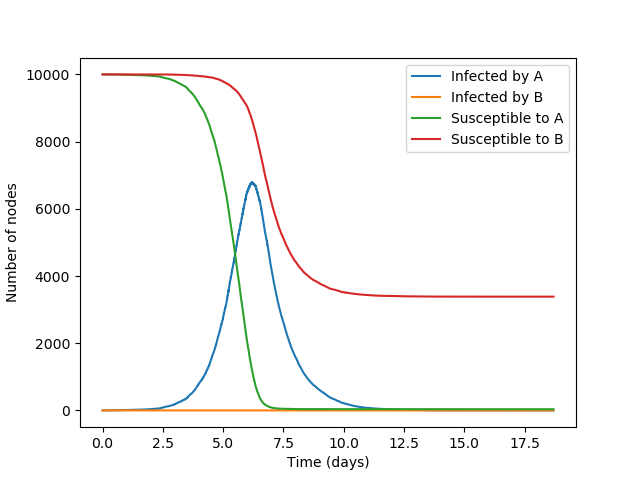 Infected by A
Infected by B
Susceptible to A
Susceptible to B
Number of nodes
10000
8000
6000
4000
2000
0
0.0 2.5 5.0 7.5 10.0 12.5 15.0 17.5
Time (days)